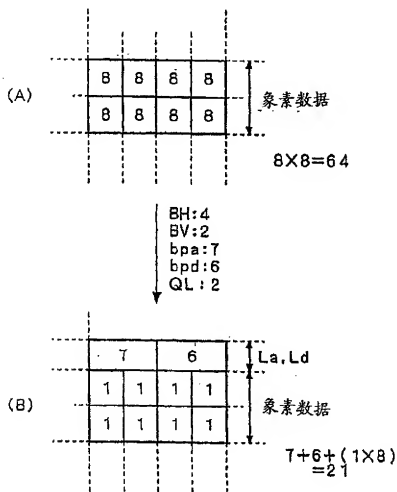 (A)
8 8 8 8
8 8 8 8
象素数据
8X8=64
BH:4
BV:2
bpa:7
bpd:6
QL:2
(B)
7 6
La,Ld
1 1 1 1
1 1 1 1
象素数据
7+6+(1X8)
=21